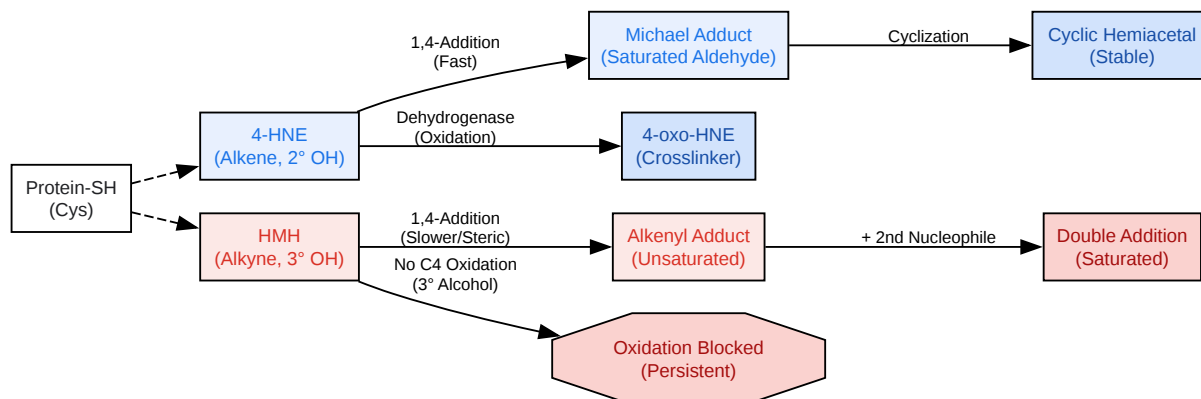 1,4-Addition
(Fast)
Michael Adduct
(Saturated Aldehyde)
Cyclization
Cyclic Hemiacetal
(Stable)
4-HNE
(Alkene, 2° OH)
Dehydrogenase
(Oxidation)
4-oxo-HNE
(Crosslinker)
Protein-SH
(Cys)
HMH
(Alkyne, 3° OH)
1,4-Addition
(Slower/Steric)
Alkenyl Adduct
(Unsaturated)
+ 2nd Nucleophile
Double Addition
(Saturated)
No C4 Oxidation
(3° Alcohol)
Oxidation Blocked
(Persistent)